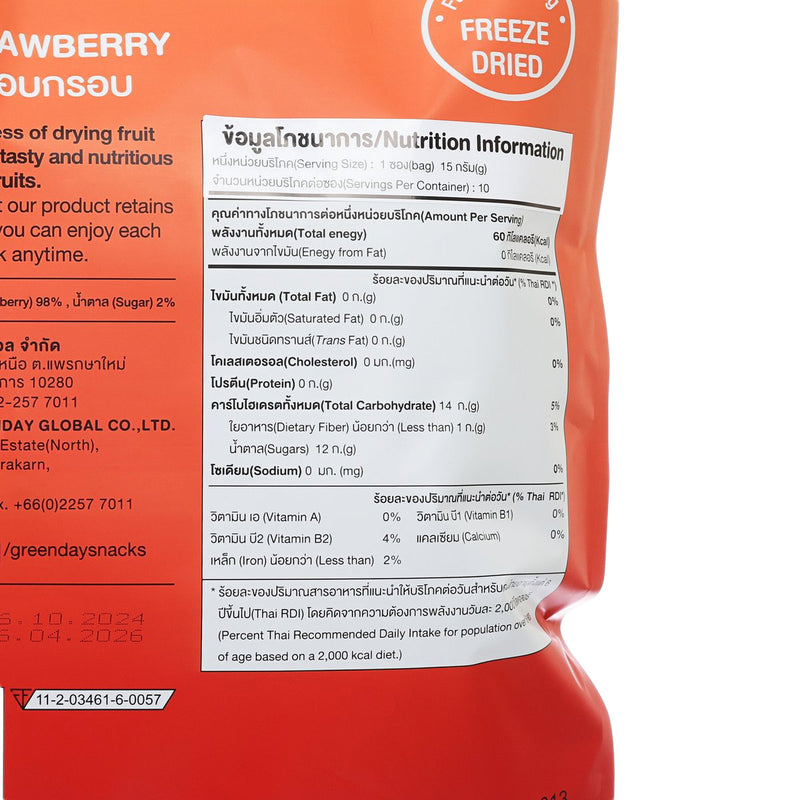 AWBERRY
อบกรอบ
FREEZE
DRIED
ess of drying fruit
tasty and nutritious
ruits.
t our product retains
you can enjoy each
k anytime.
berry) 98% , น้ำตาล (Sugar) 2%
อล จำกัด
หนือ ต.แพรกษาใหม่
การ 10280
2-257 7011
NDAY GLOBAL CO.,LTD.
Estate(North),
rakarn,
x. +66(0)2257 7011
/greendaysnacks
6.10.2024
6.04.2026
11-2-03461-6-0057
ข้อมูลโภชนาการ/Nutrition Information
หนึ่งหน่วยบริโภค(Serving Size) : 1 ซอง(bag) 15 กรัม(g)
จำนวนหน่วยบริโภคต่อซอง(Servings Per Container) : 10
คุณค่าทางโภชนาการต่อหนึ่งหน่วยบริโภค(Amount Per Serving)
พลังงานทั้งหมด(Total enegy) 60 กิโลแคลอรี(Kcal)
พลังงานจากไขมัน(Enegy from Fat) 0 กิโลแคลอรี (Kcal)
ร้อยละของปริมาณที่แนะนำต่อวัน* (% Thai RDI *)
ไขมันทั้งหมด (Total Fat) 0 ก.(g) 0%
ไขมันอิ่มตัว(Saturated Fat) 0 ก.(g) 0%
ไขมันชนิดทรานส์(Trans Fat) 0 ก.(g)
โคเลสเตอรอล(Cholesterol) 0 มก.(mg) 0%
โปรตีน(Protein) 0 ก.(g)
คาร์โบไฮเดรตทั้งหมด(Total Carbohydrate) 14 ก.(g) 5%
ใยอาหาร(Dietary Fiber) น้อยกว่า (Less than) 1 ก.(g) 3%
น้ำตาล(Sugars) 12 ก.(g)
โซเดียม(Sodium) 0 มก. (mg) 0%
ร้อยละของปริมาณที่แนะนำต่อวัน* (% Thai RDI*)
วิตามิน เอ (Vitamin A) 0% วิตามิน บี1 (Vitamin B1) 0%
วิตามิน บี2 (Vitamin B2) 4% แคลเซียม (Calcium) 0%
เหล็ก (Iron) น้อยกว่า (Less than) 2%
* ร้อยละของปริมาณสารอาหารที่แนะนำให้บริโภคต่อวันสำหรับ
ปีขึ้นไป(Thai RDI) โดยคิดจากความต้องการพลังงานวันละ 2,00
(Percent Thai Recommended Daily Intake for population over
of age based on a 2,000 kcal diet.)